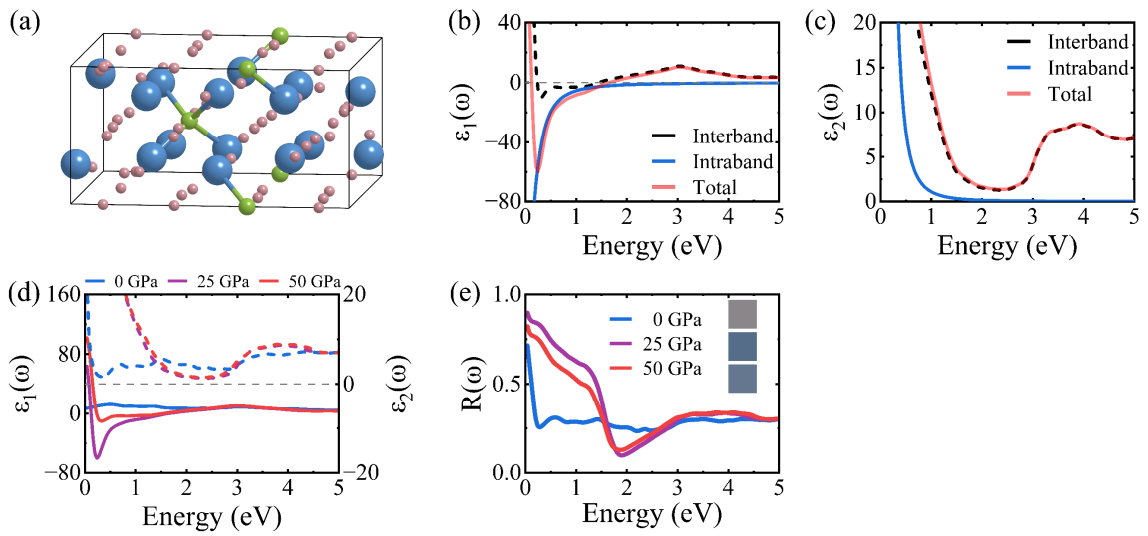 (a)
(b)
40
0
−40
−80
ε1(ω)
Interband
Intraband
Total
0 1 2 3 4 5
Energy (eV)
(c)
20
15
10
5
0
ε2(ω)
Interband
Intraband
Total
0 1 2 3 4 5
Energy (eV)
(d)
0 GPa 25 GPa 50 GPa
160
80
0
−80
ε1(ω)
20
0
−20
ε2(ω)
0 1 2 3 4 5
Energy (eV)
(e)
1.0
0.5
0.0
R(ω)
0 GPa
25 GPa
50 GPa
0 1 2 3 4 5
Energy (eV)